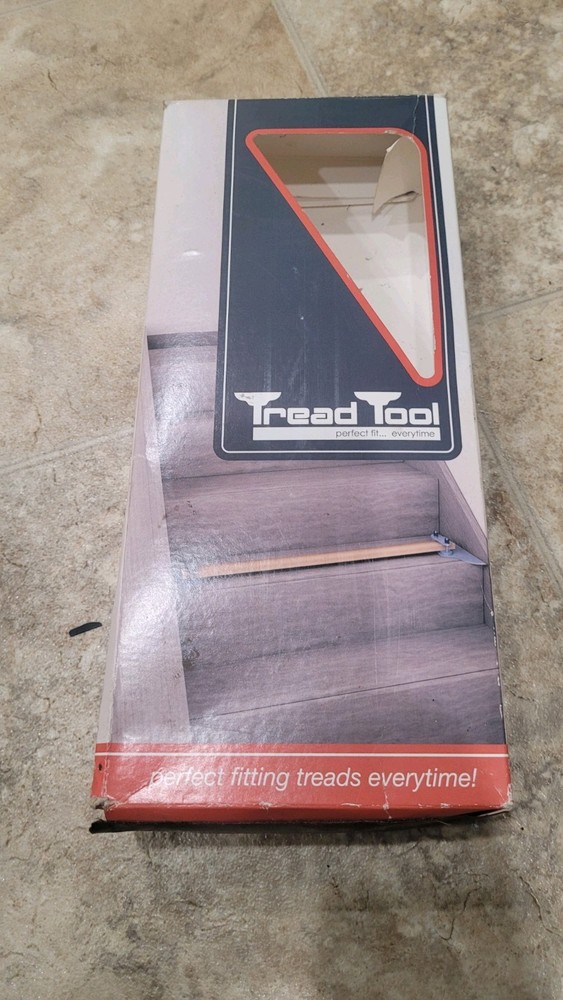 Tread Tool
perfect fit... everytime
perfect fitting treads everytime!